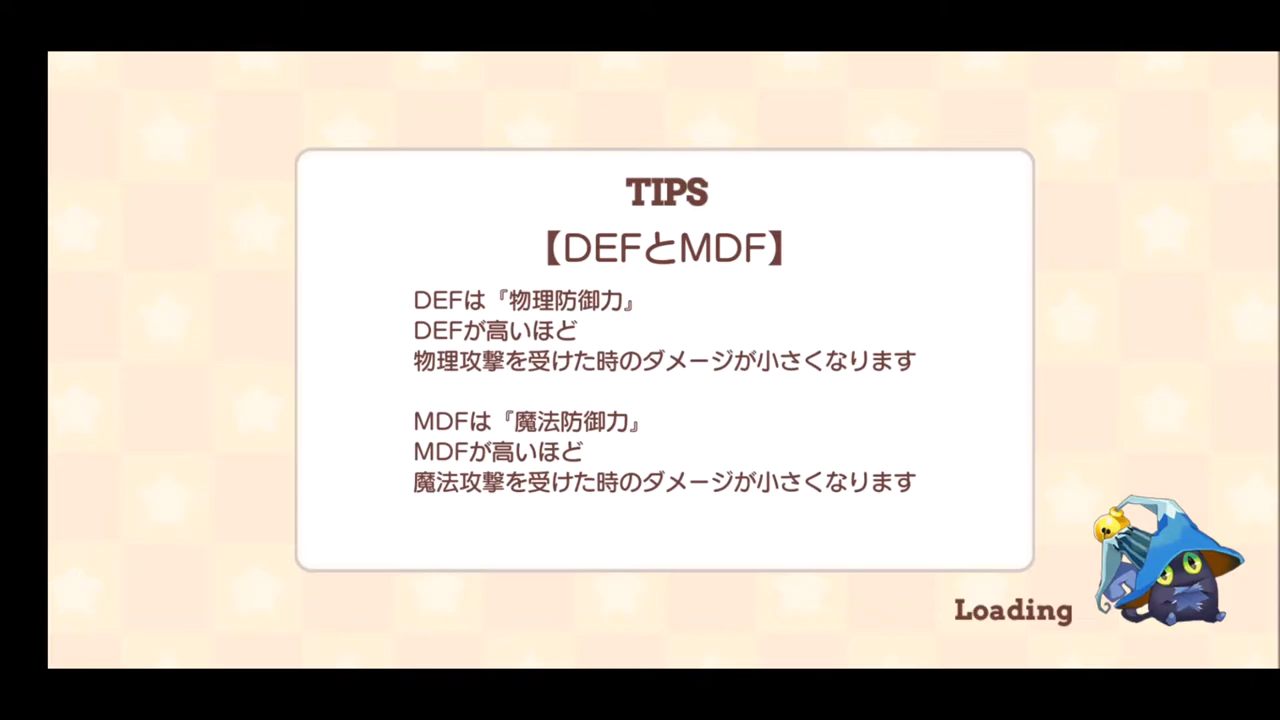 TIPS
【DEFとMDF】
DEFは『物理防御力』
DEFが高いほど
物理攻撃を受けた時のダメージが小さくなります
MDFは『魔法防御力』
MDFが高いほど
魔法攻撃を受けた時のダメージが小さくなります
Loading